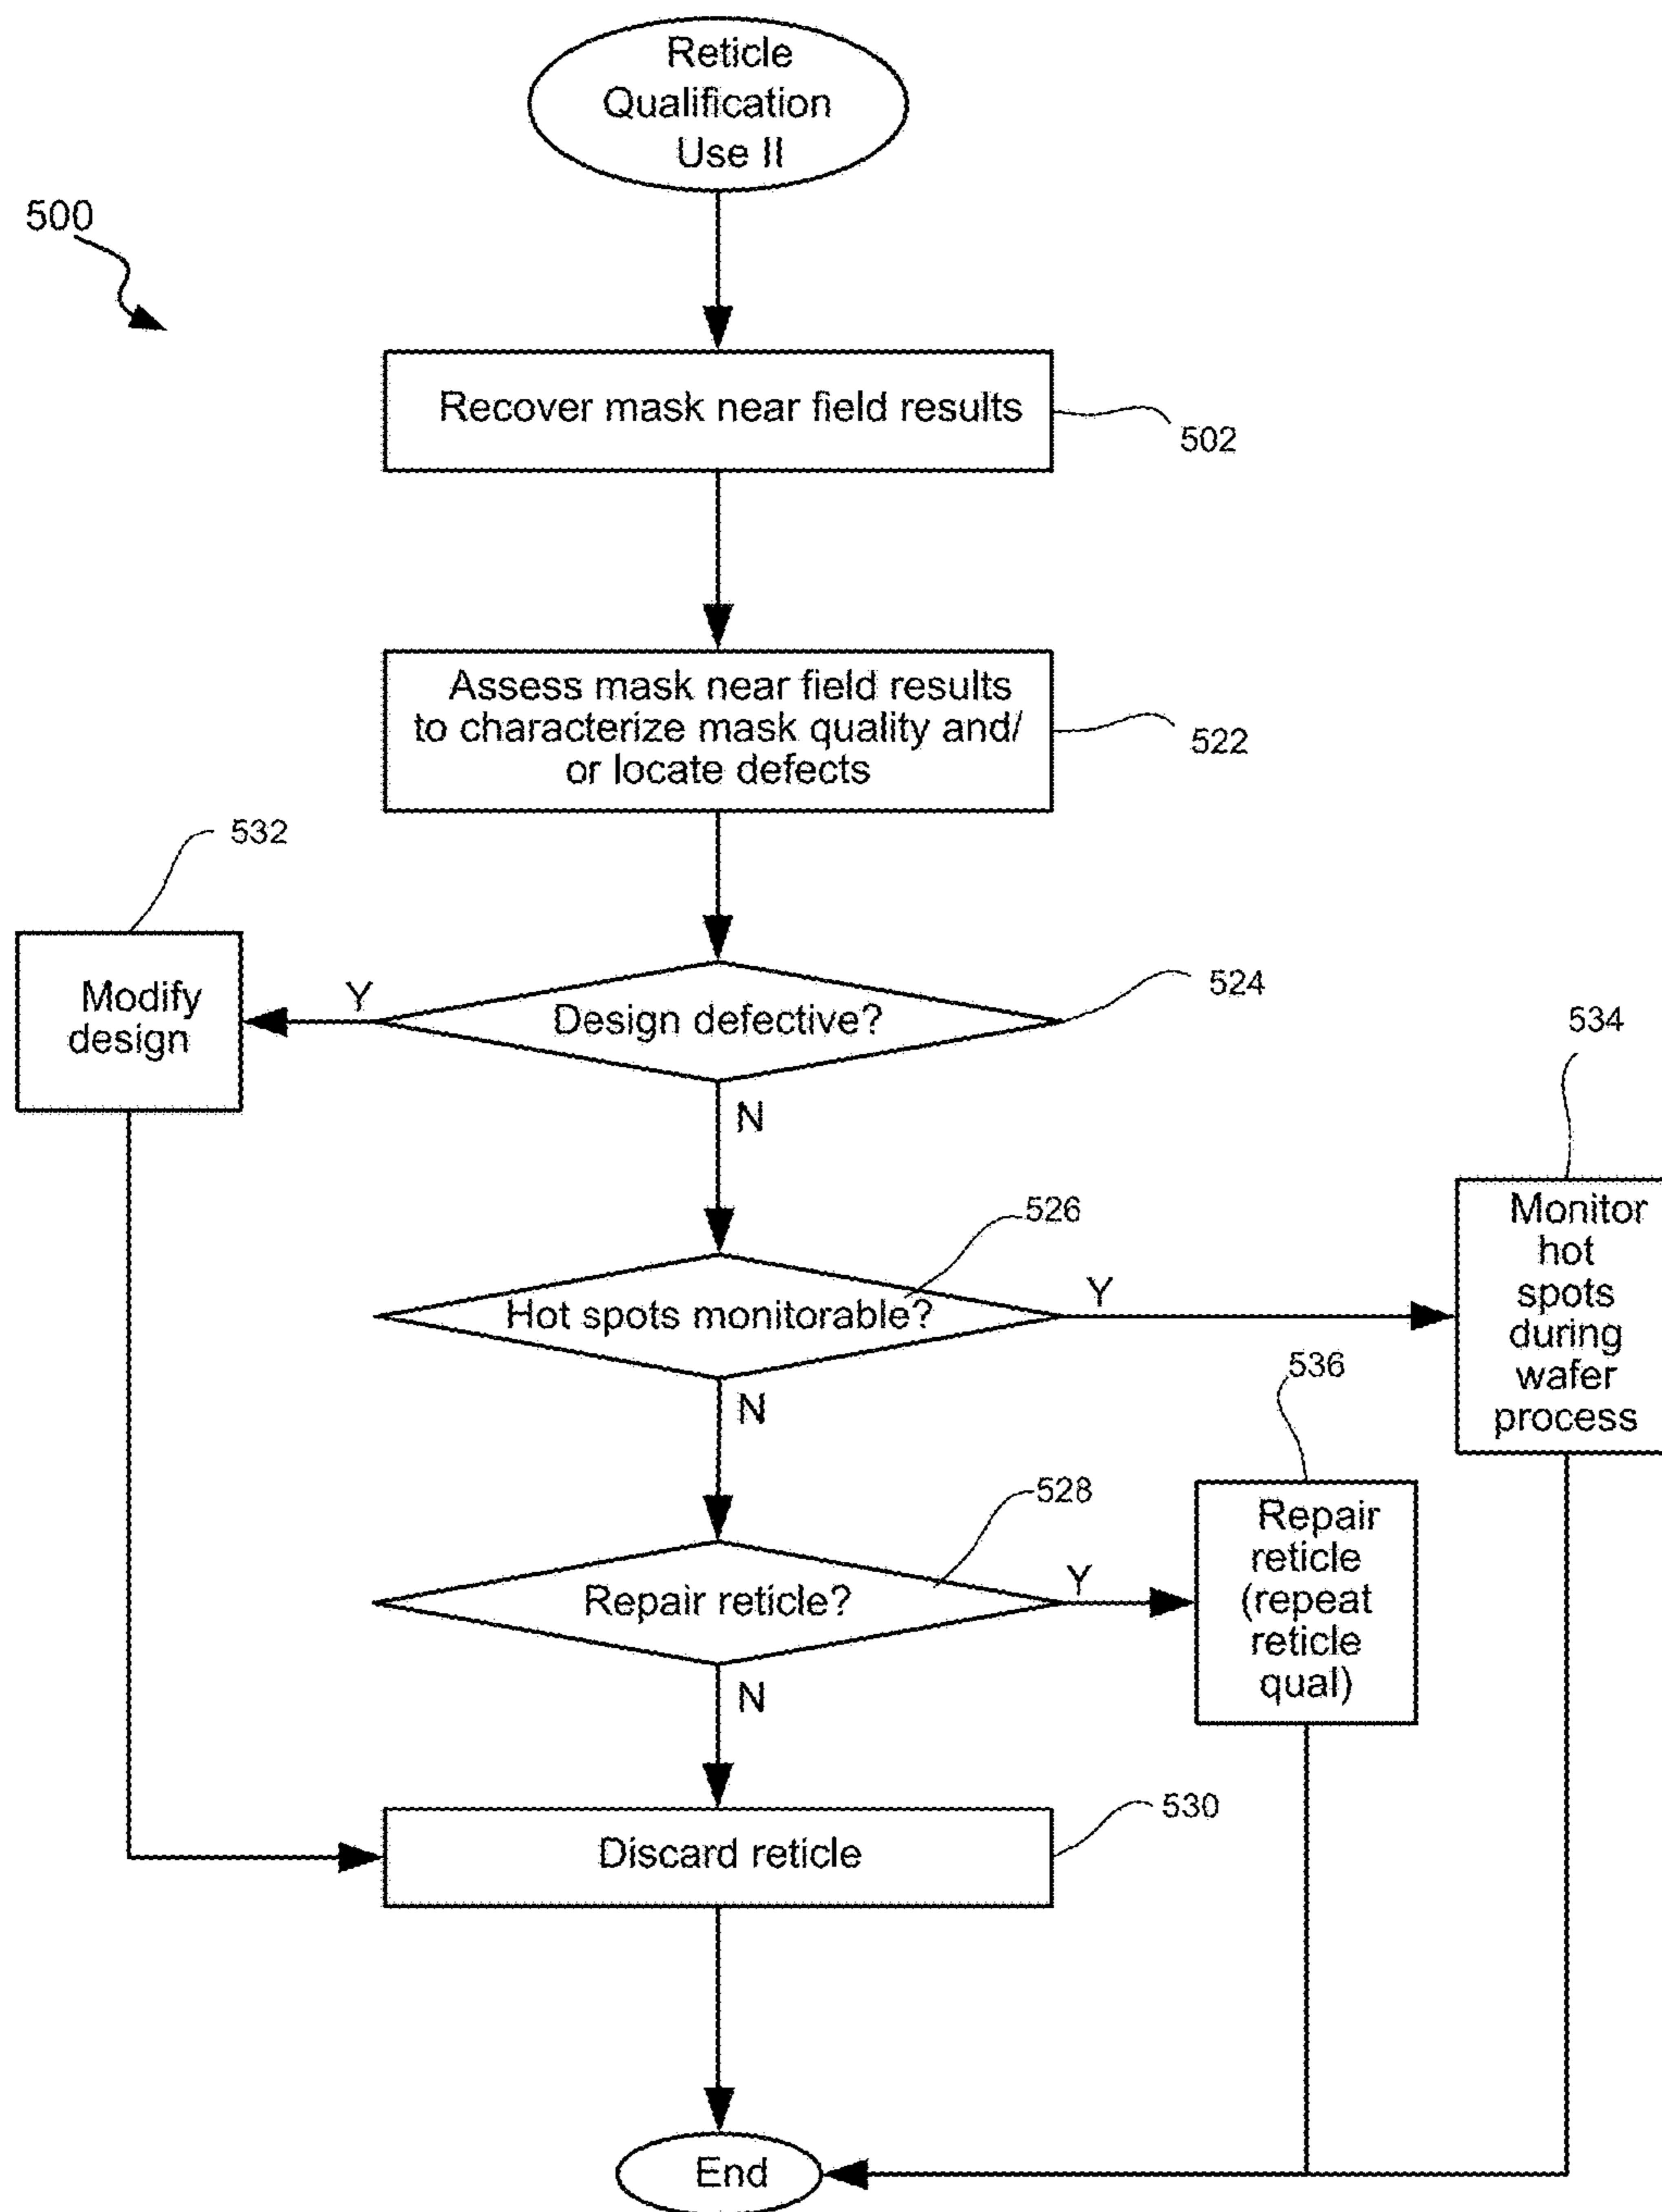 Reticle
Qualification
Use II
500
Recover mask near field results
502
Assess mask near field results
to characterize mask quality and/
or locate defects
522
532
Modify
design
Y
Design defective?
524
N
534
Monitor
hot
spots
during
wafer
process
526
Hot spots monitorable?
Y
N
536
528
Repair reticle?
Y
Repair
reticle
(repeat
reticle
qual)
N
530
Discard reticle
End